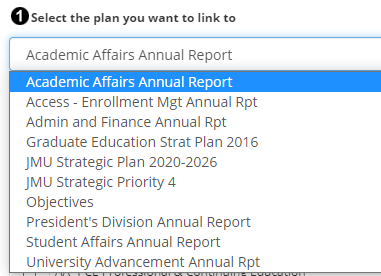 1 Select the plan you want to link to
Academic Affairs Annual Report
Academic Affairs Annual Report
Access - Enrollment Mgt Annual Rpt
Admin and Finance Annual Rpt
Graduate Education Strat Plan 2016
JMU Strategic Plan 2020-2026
JMU Strategic Priority 4
Objectives
President's Division Annual Report
Student Affairs Annual Report
University Advancement Annual Rpt